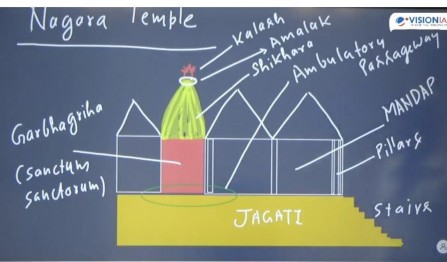 Nagara Temple
VISIONIAS
Kalash
Amalak
Shikhara
Ambulatory
Passageway
MANDAP
Garbhagriha
Pillars
(sanctum
sanctorum)
JAGATI
Stairs